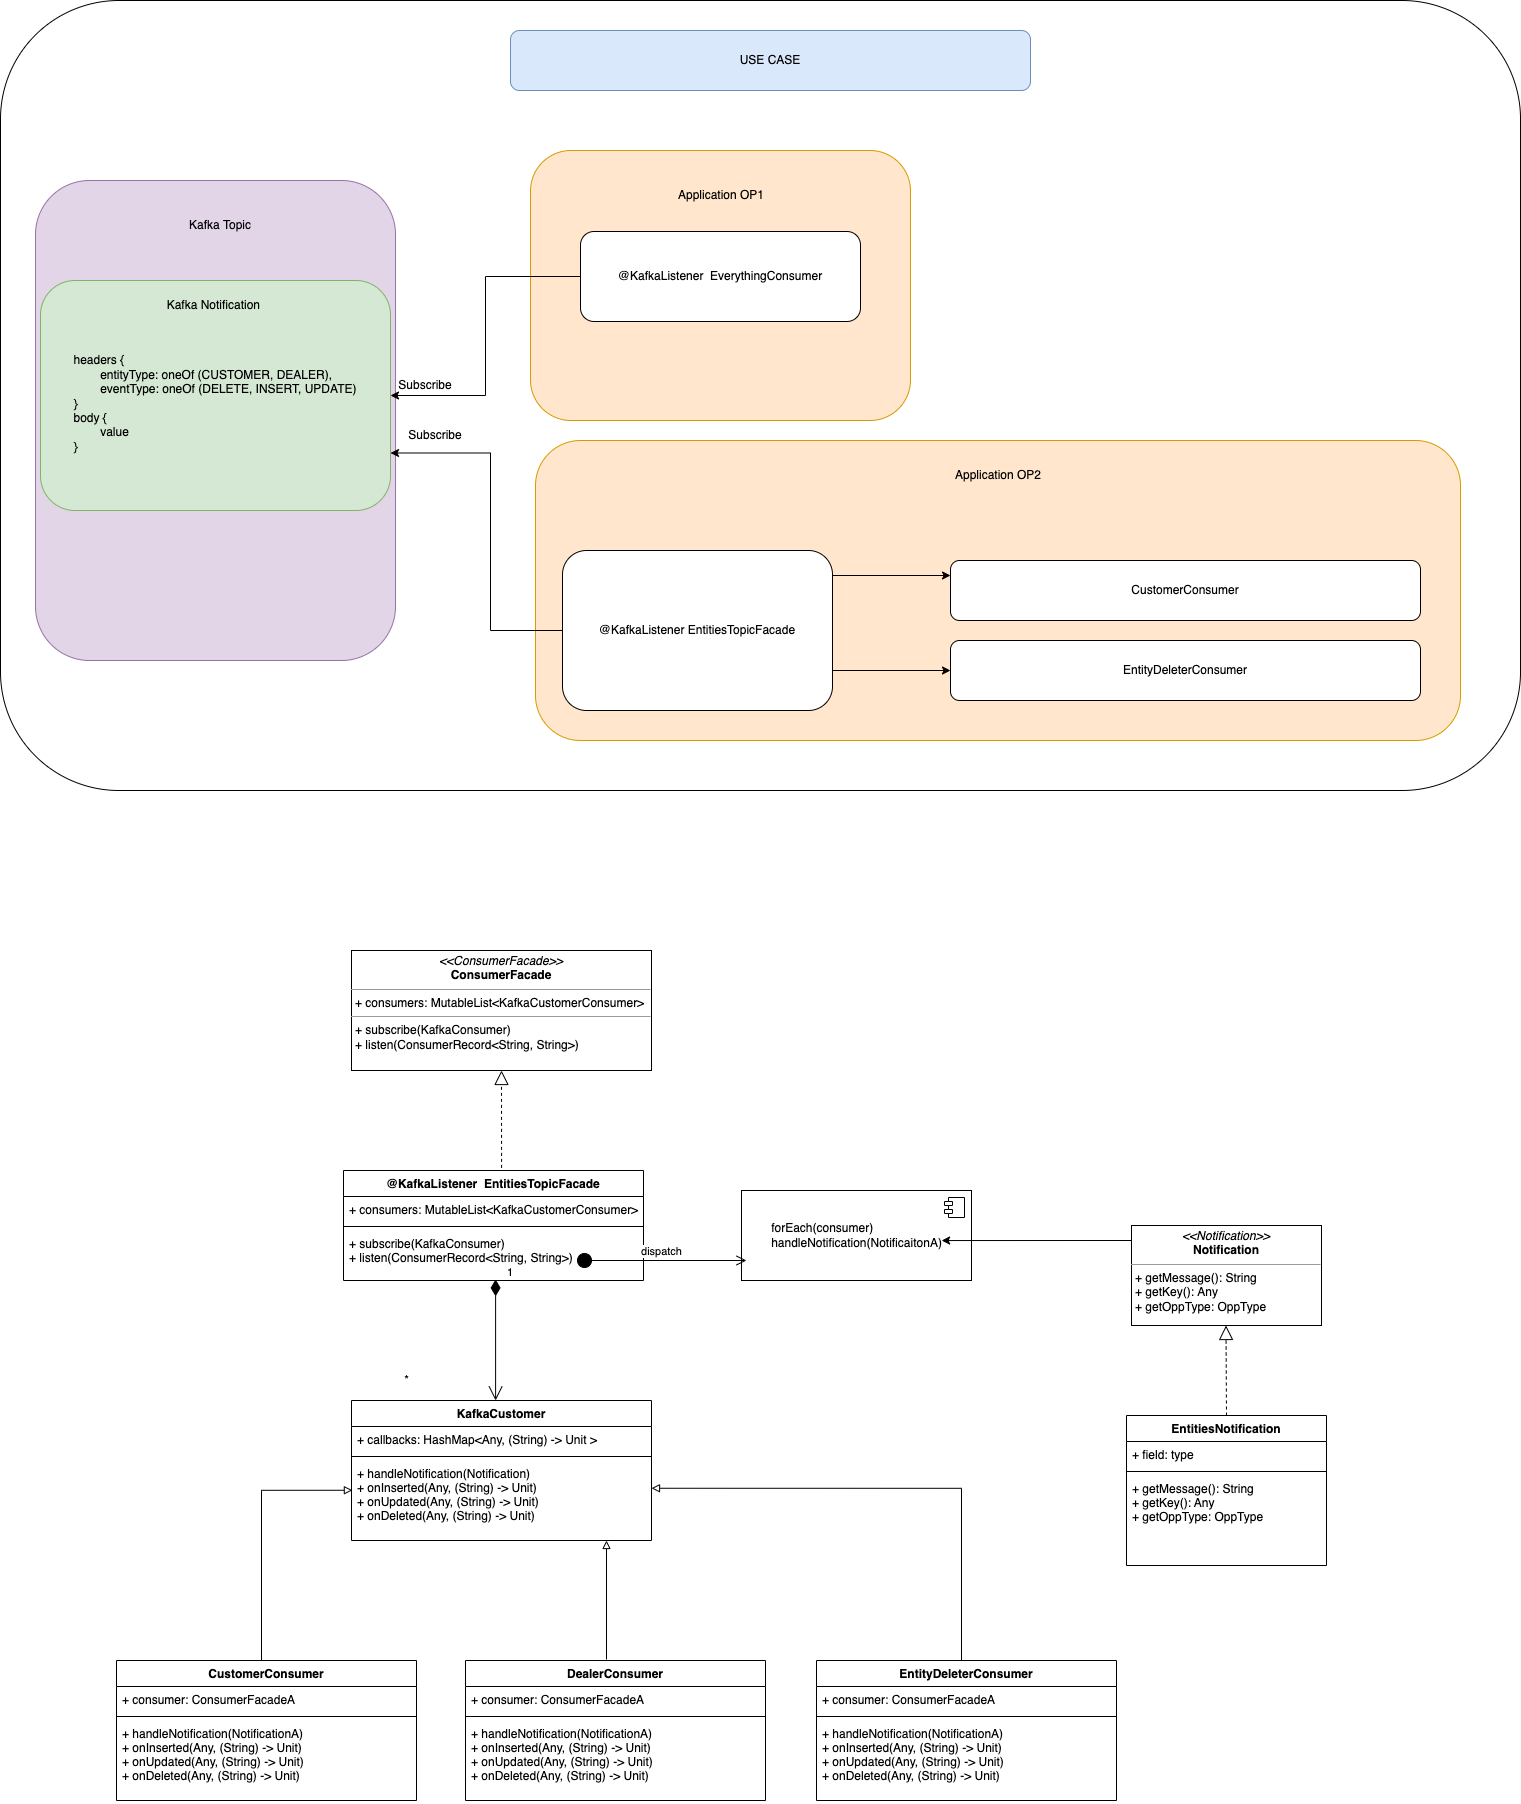 USE CASE
Application OP1
Kafka Topic
@KafkaListener  EverythingConsumer
Kafka Notification
headers {
entityType: oneOf (CUSTOMER, DEALER),
eventType: oneOf (DELETE, INSERT, UPDATE)
}
body {
value
}
Subscribe
Subscribe
Application OP2
@KafkaListener EntitiesTopicFacade
CustomerConsumer
EntityDeleterConsumer
<<ConsumerFacade>>
ConsumerFacade
+ consumers: MutableList<KafkaCustomerConsumer>
+ subscribe(KafkaConsumer)
+ listen(ConsumerRecord<String, String>)
@KafkaListener  EntitiesTopicFacade
+ consumers: MutableList<KafkaCustomerConsumer>
+ subscribe(KafkaConsumer)
+ listen(ConsumerRecord<String, String>)
1
dispatch
forEach(consumer)
handleNotification(NotificaitonA)
<<Notification>>
Notification
+ getMessage(): String
+ getKey(): Any
+ getOppType: OppType
*
KafkaCustomer
+ callbacks: HashMap<Any, (String) -> Unit >
+ handleNotification(Notification)
+ onInserted(Any, (String) -> Unit)
+ onUpdated(Any, (String) -> Unit)
+ onDeleted(Any, (String) -> Unit)
EntitiesNotification
+ field: type
+ getMessage(): String
+ getKey(): Any
+ getOppType: OppType
CustomerConsumer
+ consumer: ConsumerFacadeA
+ handleNotification(NotificationA)
+ onInserted(Any, (String) -> Unit)
+ onUpdated(Any, (String) -> Unit)
+ onDeleted(Any, (String) -> Unit)
DealerConsumer
+ consumer: ConsumerFacadeA
+ handleNotification(NotificationA)
+ onInserted(Any, (String) -> Unit)
+ onUpdated(Any, (String) -> Unit)
+ onDeleted(Any, (String) -> Unit)
EntityDeleterConsumer
+ consumer: ConsumerFacadeA
+ handleNotification(NotificationA)
+ onInserted(Any, (String) -> Unit)
+ onUpdated(Any, (String) -> Unit)
+ onDeleted(Any, (String) -> Unit)